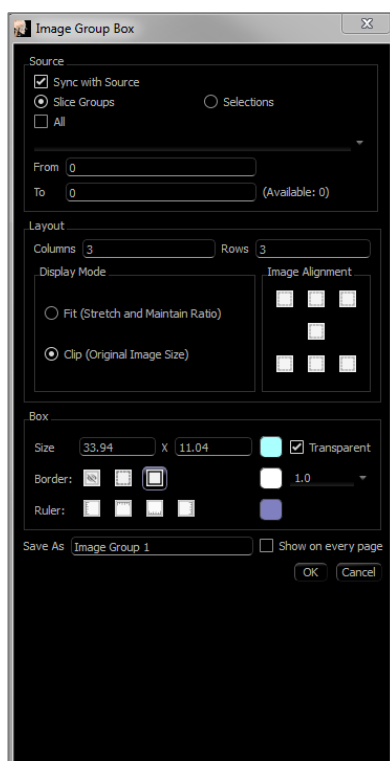 Image Group Box
Source
Sync with Source
Slice Groups Selections
All
From 0
To 0 (Available: 0)
Layout
Columns 3 Rows 3
Display Mode Image Alignment
Fit (Stretch and Maintain Ratio)
Clip (Original Image Size)
Box
Size 33.94 X 11.04 Transparent
Border: 1.0
Ruler:
Save As Image Group 1 Show on every page
OK Cancel